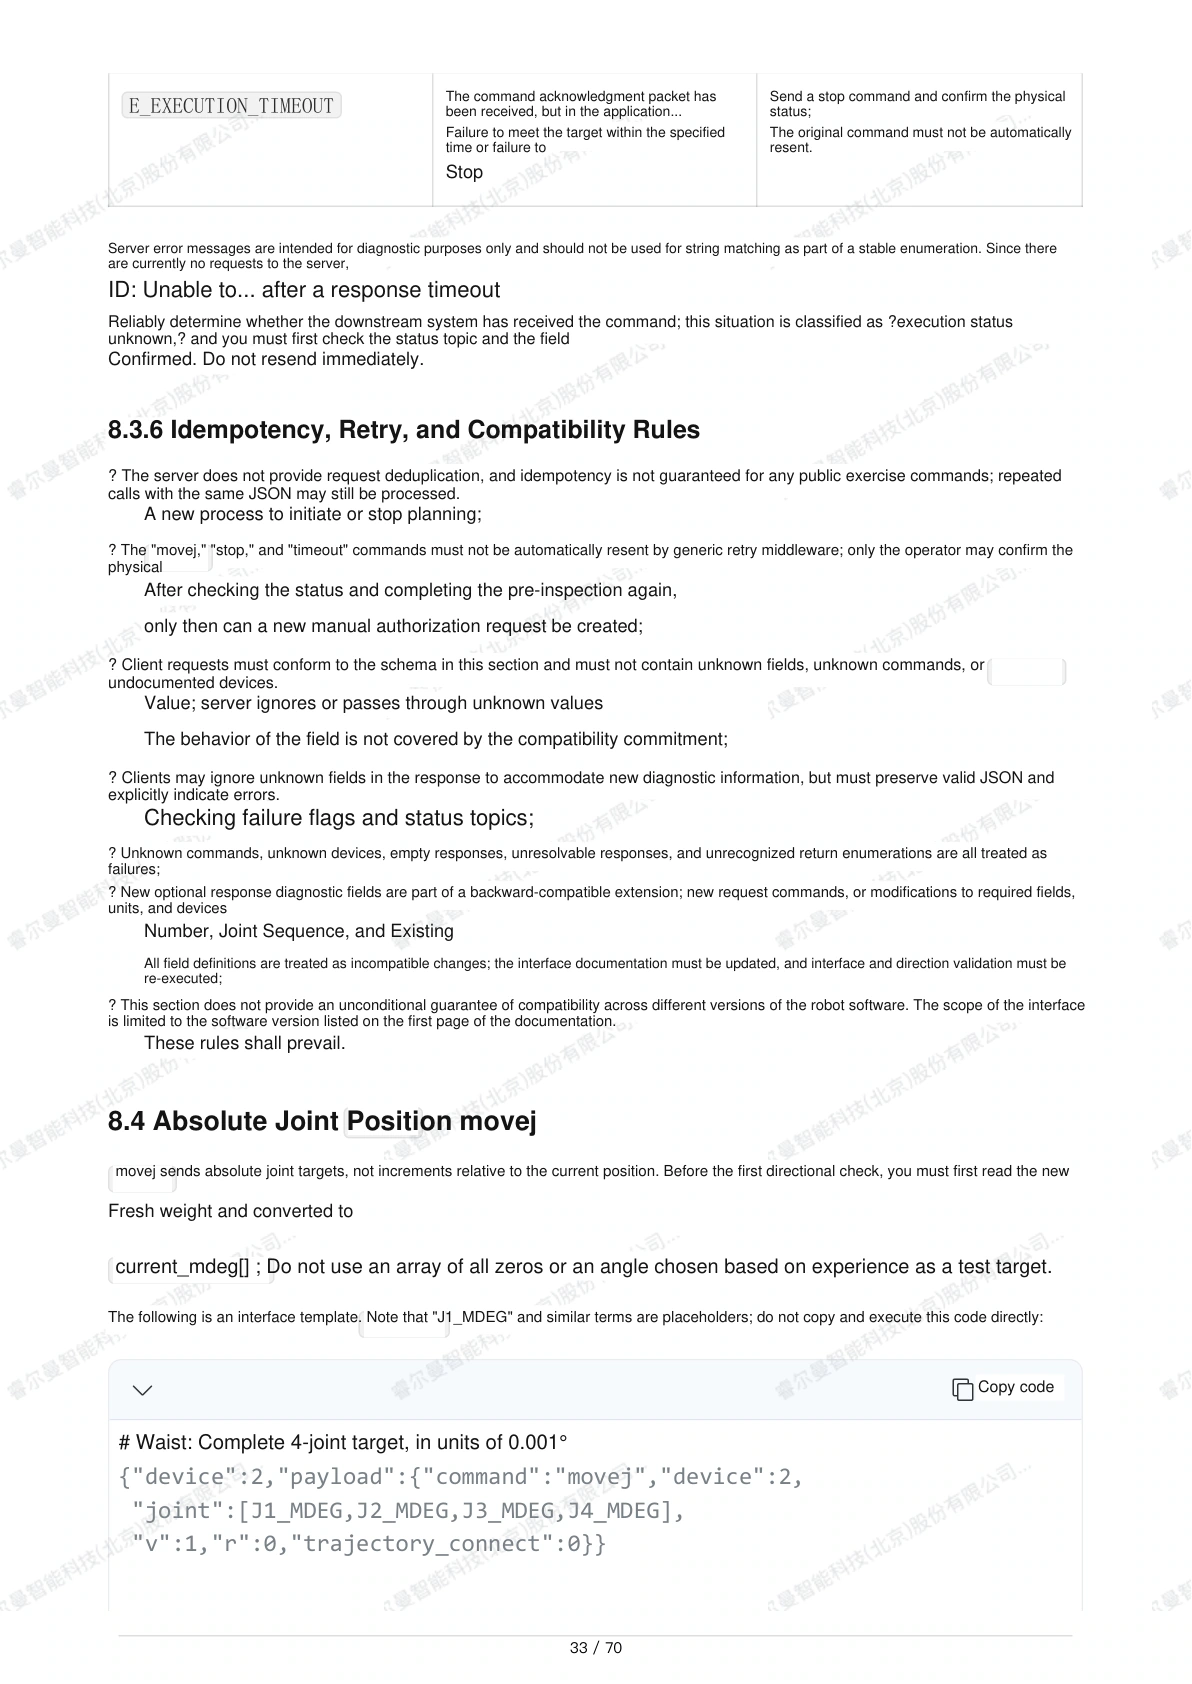 E_EXECUTION_TIMEOUT
The command acknowledgment packet has
been received, but in the application...
Failure to meet the target within the specified
time or failure to
Stop
Send a stop command and confirm the physical
status;
The original command must not be automatically
resent.
Server error messages are intended for diagnostic purposes only and should not be used for string matching as part of a stable enumeration. Since there
are currently no requests to the server,
ID: Unable to... after a response timeout
Reliably determine whether the downstream system has received the command; this situation is classified as ?execution status
unknown,? and you must first check the status topic and the field
Confirmed. Do not resend immediately.
8.3.6 Idempotency, Retry, and Compatibility Rules
? The server does not provide request deduplication, and idempotency is not guaranteed for any public exercise commands; repeated
calls with the same JSON may still be processed.
A new process to initiate or stop planning;
? The "movej," "stop," and "timeout" commands must not be automatically resent by generic retry middleware; only the operator may confirm the
physical
After checking the status and completing the pre-inspection again,
only then can a new manual authorization request be created;
? Client requests must conform to the schema in this section and must not contain unknown fields, unknown commands, or
undocumented devices.
Value; server ignores or passes through unknown values
The behavior of the field is not covered by the compatibility commitment;
? Clients may ignore unknown fields in the response to accommodate new diagnostic information, but must preserve valid JSON and
explicitly indicate errors.
Checking failure flags and status topics;
? Unknown commands, unknown devices, empty responses, unresolvable responses, and unrecognized return enumerations are all treated as
failures;
? New optional response diagnostic fields are part of a backward-compatible extension; new request commands, or modifications to required fields,
units, and devices
Number, Joint Sequence, and Existing
All field definitions are treated as incompatible changes; the interface documentation must be updated, and interface and direction validation must be
re-executed;
? This section does not provide an unconditional guarantee of compatibility across different versions of the robot software. The scope of the interface
is limited to the software version listed on the first page of the documentation.
These rules shall prevail.
8.4 Absolute Joint Position movej
movej sends absolute joint targets, not increments relative to the current position. Before the first directional check, you must first read the new
Fresh weight and converted to
current_mdeg[] ; Do not use an array of all zeros or an angle chosen based on experience as a test target.
The following is an interface template. Note that "J1_MDEG" and similar terms are placeholders; do not copy and execute this code directly:
Copy code
# Waist: Complete 4-joint target, in units of 0.001°
{"device":2,"payload":{"command":"movej","device":2,
"joint":[J1_MDEG,J2_MDEG,J3_MDEG,J4_MDEG],
"v":1,"r":0,"trajectory_connect":0}}
33 / 70
睿尔曼智能科技(北京)股份有限公司...